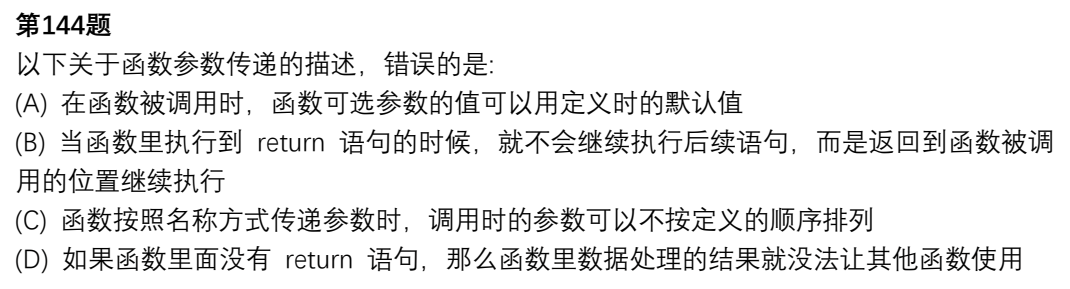 第144题
以下关于函数参数传递的描述，错误的是:
(A) 在函数被调用时，函数可选参数的值可以用定义时的默认值
(B) 当函数里执行到 return 语句的时候，就不会继续执行后续语句，而是返回到函数被调
用的位置继续执行
(C) 函数按照名称方式传递参数时，调用时的参数可以不按定义的顺序排列
(D) 如果函数里面没有 return 语句，那么函数里数据处理的结果就没法让其他函数使用